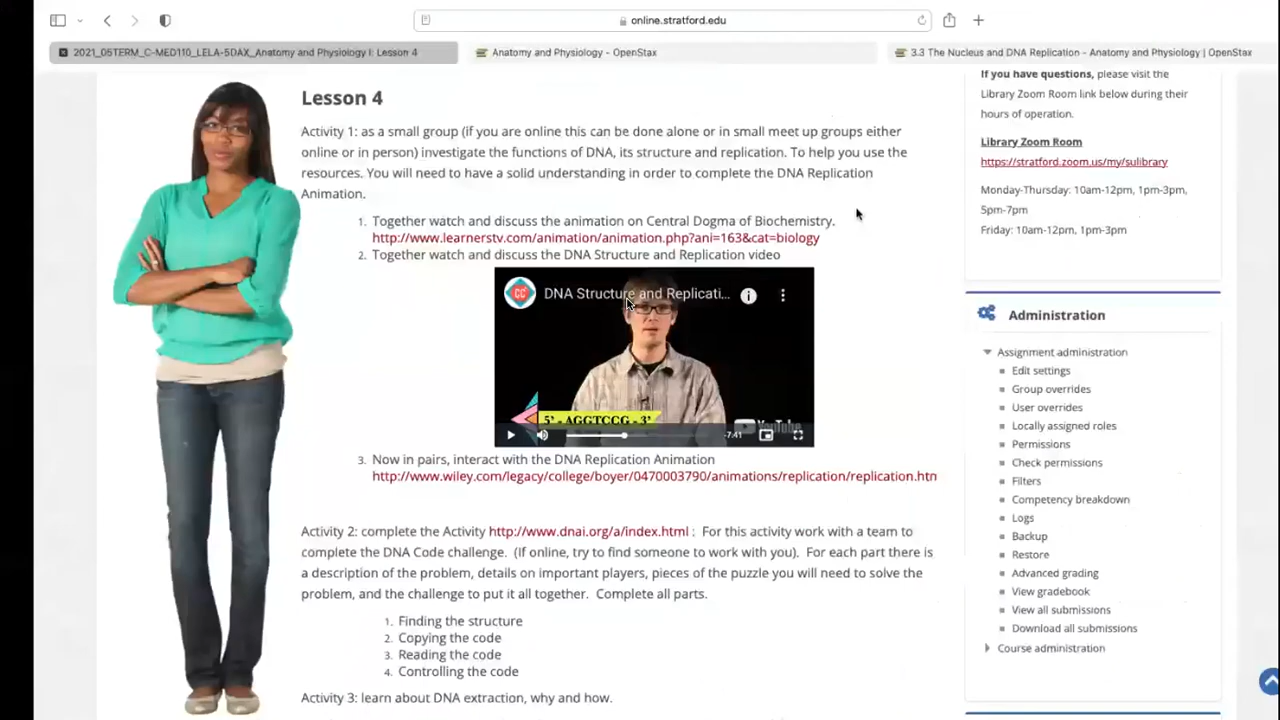 online.stratford.edu
2021_05TERM_C-MED110_LELA-5DAX_Anatomy and Physiology I: Lesson 4
Anatomy and Physiology - OpenStax
3.3 The Nucleus and DNA Replication - Anatomy and Physiology | OpenStax
Lesson 4
Activity 1: as a small group (if you are online this can be done alone or in small meet up groups either
online or in person) investigate the functions of DNA, its structure and replication. To help you use the
resources. You will need to have a solid understanding in order to complete the DNA Replication
Animation.
1. Together watch and discuss the animation on Central Dogma of Biochemistry.
http://www.learnerstv.com/animation/animation.php?ani=163&cat=biology
2. Together watch and discuss the DNA Structure and Replication video
CC
DNA Structure and Replicati...
5' - AGGTCCG - 3'
YouTube
-7:41
3. Now in pairs, interact with the DNA Replication Animation
http://www.wiley.com/legacy/college/boyer/0470003790/animations/replication/replication.htn
Activity 2: complete the Activity http://www.dnai.org/a/index.html : For this activity work with a team to
complete the DNA Code challenge. (If online, try to find someone to work with you). For each part there is
a description of the problem, details on important players, pieces of the puzzle you will need to solve the
problem, and the challenge to put it all together. Complete all parts.
1. Finding the structure
2. Copying the code
3. Reading the code
4. Controlling the code
Activity 3: learn about DNA extraction, why and how.
If you have questions, please visit the
Library Zoom Room link below during their
hours of operation.
Library Zoom Room
https://stratford.zoom.us/my/sulibrary
Monday-Thursday: 10am-12pm, 1pm-3pm,
5pm-7pm
Friday: 10am-12pm, 1pm-3pm
Administration
Assignment administration
Edit settings
Group overrides
User overrides
Locally assigned roles
Permissions
Check permissions
Filters
Competency breakdown
Logs
Backup
Restore
Advanced grading
View gradebook
View all submissions
Download all submissions
Course administration